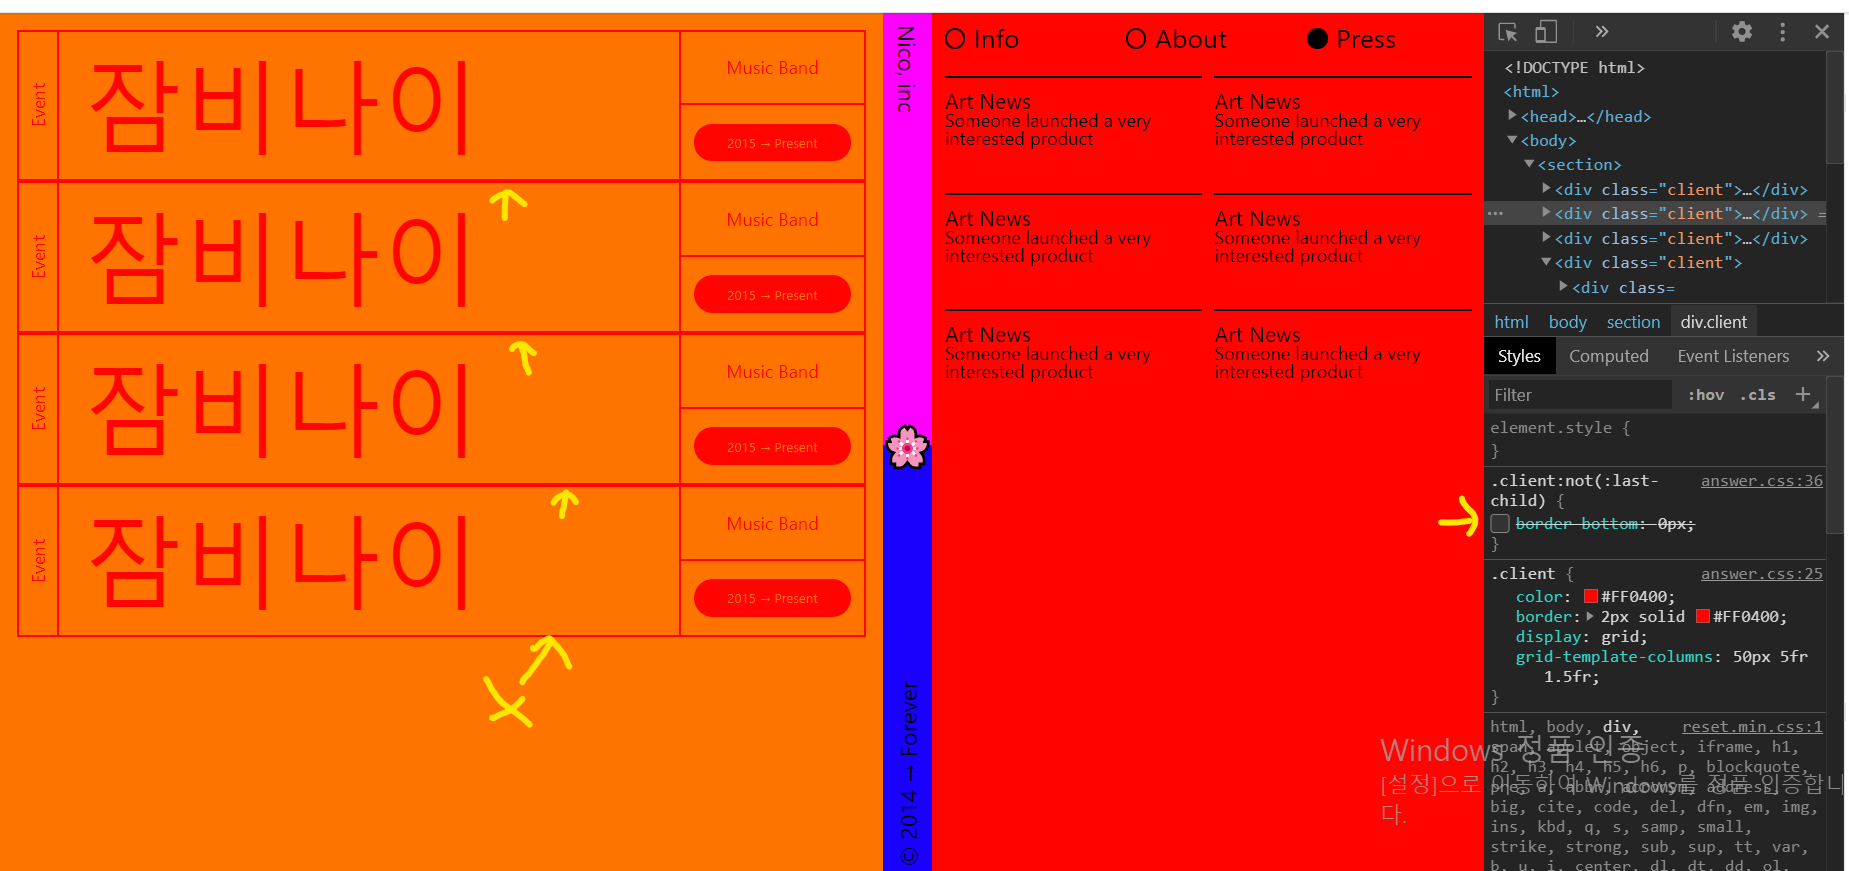 Event
잠비나이
Music Band
2015 → Present
Event
잠비나이
Music Band
2015 → Present
Event
잠비나이
Music Band
2015 → Present
Event
잠비나이
Music Band
2015 → Present
Nico, inc
© 2014 → Forever
Info
About
Press
Art News
Someone launched a very
interested product
Art News
Someone launched a very
interested product
Art News
Someone launched a very
interested product
Art News
Someone launched a very
interested product
Art News
Someone launched a very
interested product
Art News
Someone launched a very
interested product
<!DOCTYPE html>
<html>
<head>…</head>
<body>
<section>
<div class="client">…</div>
<div class="client">…</div> =
<div class="client">…</div>
<div class="client">
<div class=
html body section div.client
Styles Computed Event Listeners
Filter :hov .cls
element.style {
}
.client:not(:last- answer.css:36
child) {
border-bottom: 0px;
}
.client { answer.css:25
color: #FF0400;
border: 2px solid #FF0400;
display: grid;
grid-template-columns: 50px 5fr
1.5fr;
}
html, body, div, reset.min.css:1
span, applet, object, iframe, h1,
h2, h3, h4, h5, h6, p, blockquote,
pre, a, abbr, acronym, address,
big, cite, code, del, dfn, em, img,
ins, kbd, q, s, samp, small,
strike, strong, sub, sup, tt, var,
b, u, i, center, dl, dt, dd, ol,
Windows 정품 인증
[설정]으로 이동하여 Windows를 정품 인증합니
다.